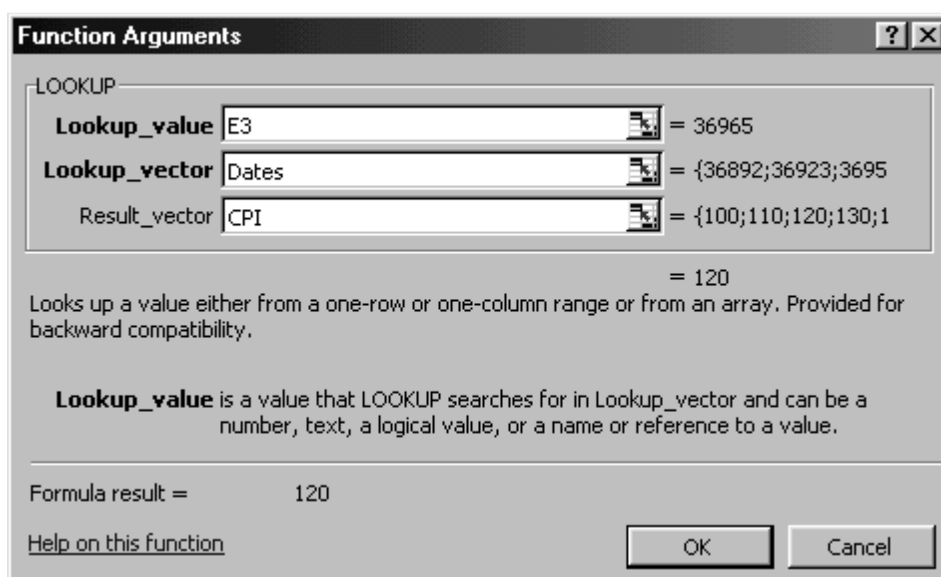 Function Arguments
LOOKUP
Lookup_value E3 = 36965
Lookup_vector Dates = {36892;36923;3695
Result_vector CPI = {100;110;120;130;1
= 120
Looks up a value either from a one-row or one-column range or from an array. Provided for
backward compatibility.
Lookup_value is a value that LOOKUP searches for in Lookup_vector and can be a
number, text, a logical value, or a name or reference to a value.
Formula result = 120
Help on this function OK Cancel